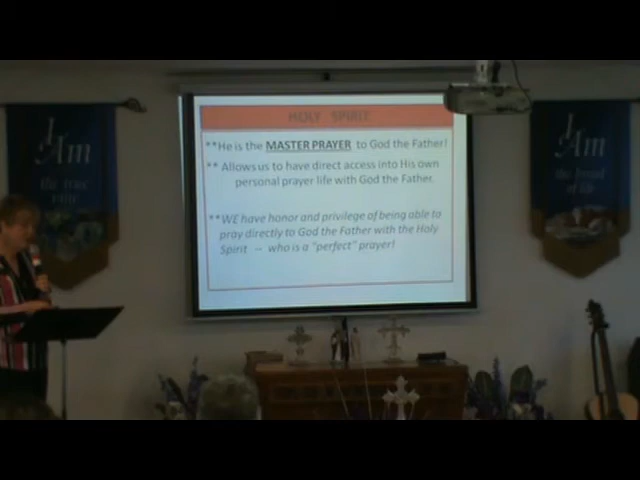 HOLY SPIRIT
**He is the MASTER PRAYER to God the Father!
** Allows us to have direct access into His own
personal prayer life with God the Father.
**WE have honor and privilege of being able to
pray directly to God the Father with the Holy
Spirit -- who is a "perfect" prayer!
I
Am
the true
vine
I
Am
the bread
of life